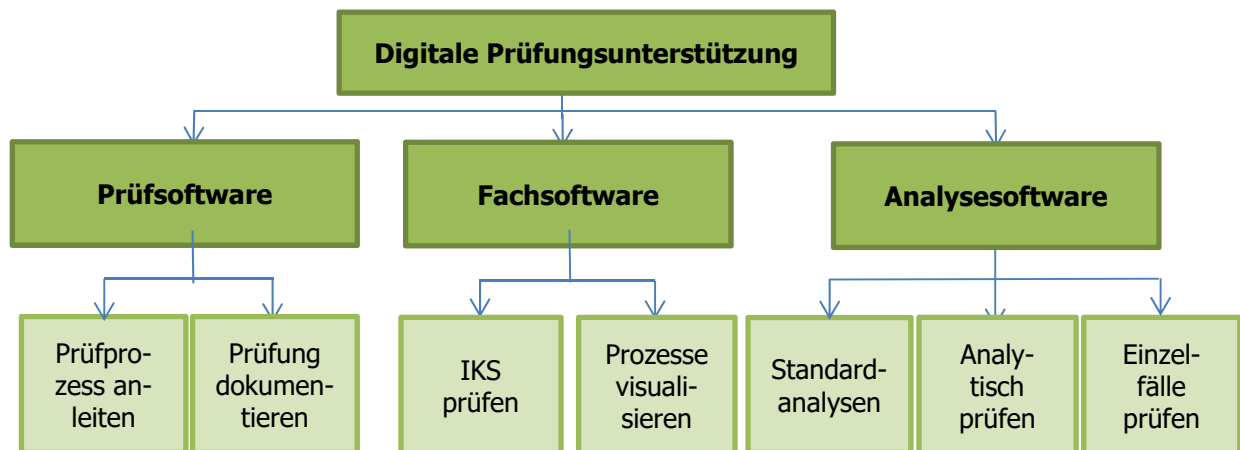 Digitale Prüfungsunterstützung
Prüfsoftware
Fachsoftware
Analysesoftware
Prüfpro-
zess an-
leiten
Prüfung
dokumen-
tieren
IKS
prüfen
Prozesse
visuali-
sieren
Standard-
analysen
Analy-
tisch
prüfen
Einzel-
fälle
prüfen